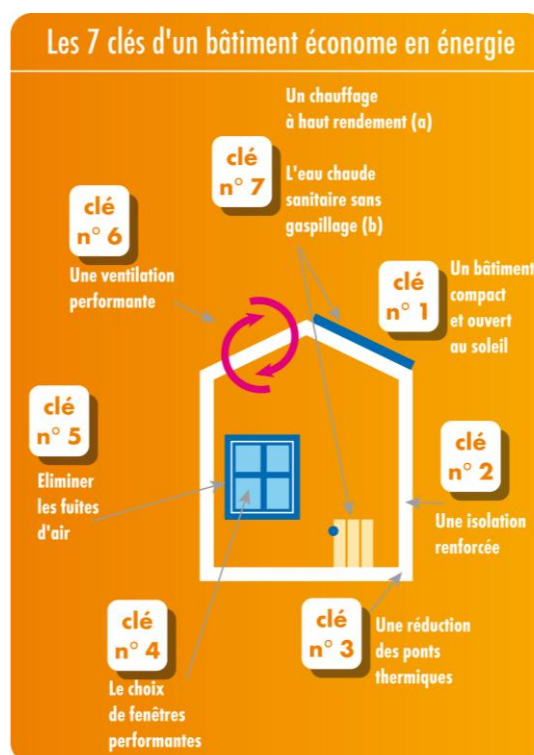 Les 7 clés d'un bâtiment économe en énergie
Un chauffage
à haut rendement (a)
clé
n° 7
L'eau chaude
sanitaire sans
gaspillage (b)
clé
n° 6
Une ventilation
performante
clé
n° 1
Un bâtiment
compact
et ouvert
au soleil
clé
n° 5
Eliminer
les fuites
d'air
clé
n° 2
Une isolation
renforcée
clé
n° 4
Le choix
de fenêtres
performantes
clé
n° 3
Une réduction
des ponts
thermiques